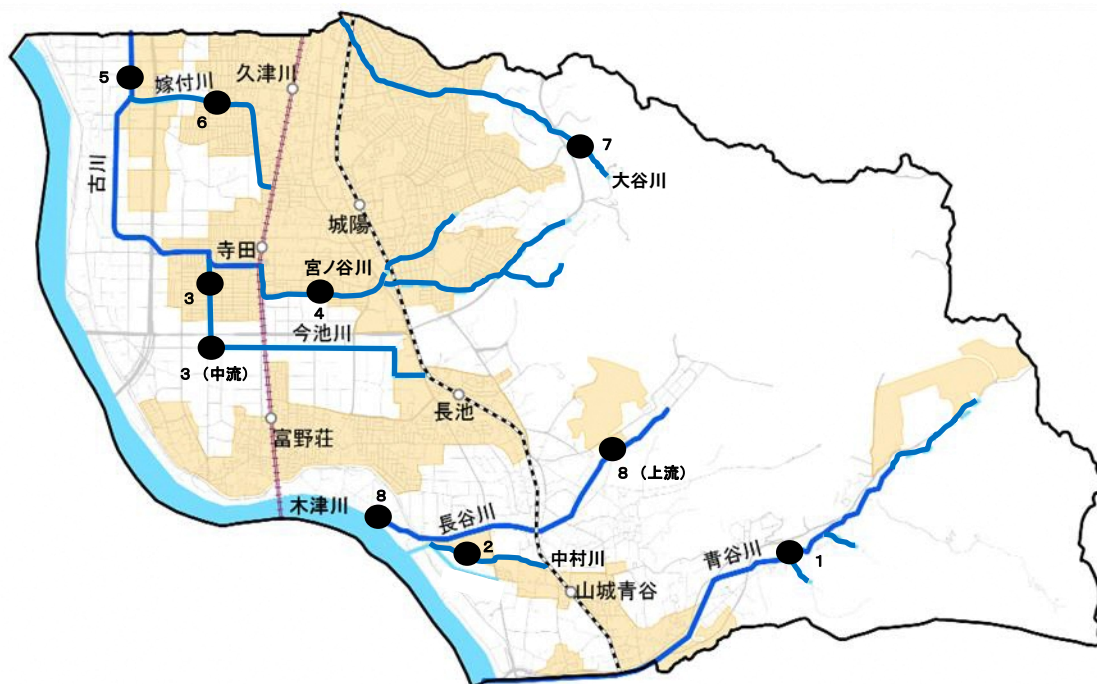 5
嫁付川
久津川
6
7
大谷川
古川
城陽
寺田
宮ノ谷川
3
4
今池川
3 (中流)
長池
富野荘
8 (上流)
8
木津川
長谷川
2
中村川
青谷川
1
山城青谷